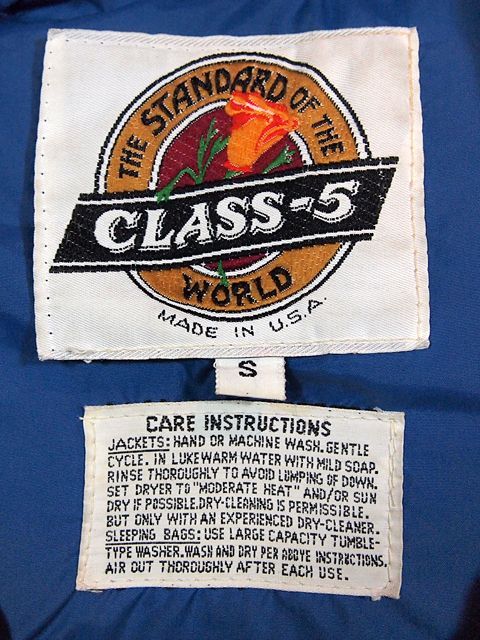 THE STANDARD OF THE
CLASS-5
WORLD
MADE IN U.S.A.
S
CARE INSTRUCTIONS
JACKETS: HAND OR MACHINE WASH. GENTLE
CYCLE. IN LUKEWARM WATER WITH MILD SOAP.
RINSE THOROUGHLY TO AVOID LUMPING OF DOWN.
SET DRYER TO "MODERATE HEAT" AND/OR SUN
DRY IF POSSIBLE. DRY-CLEANING IS PERMISSIBLE.
BUT ONLY WITH AN EXPERIENCED DRY-CLEANER.
SLEEPING BAGS: USE LARGE CAPACITY TUMBLE-
TYPE WASHER. WASH AND DRY PER ABOVE INSTRUCTIONS.
AIR OUT THOROUGHLY AFTER EACH USE.